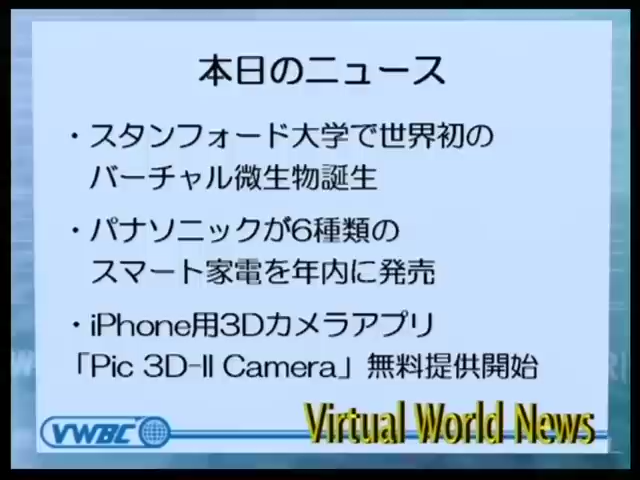 本日のニュース
・スタンフォード大学で世界初の
バーチャル微生物誕生
・パナソニックが6種類の
スマート家電を年内に発売
・iPhone用3Dカメラアプリ
「Pic 3D-II Camera」無料提供開始
VWBC
Virtual World News